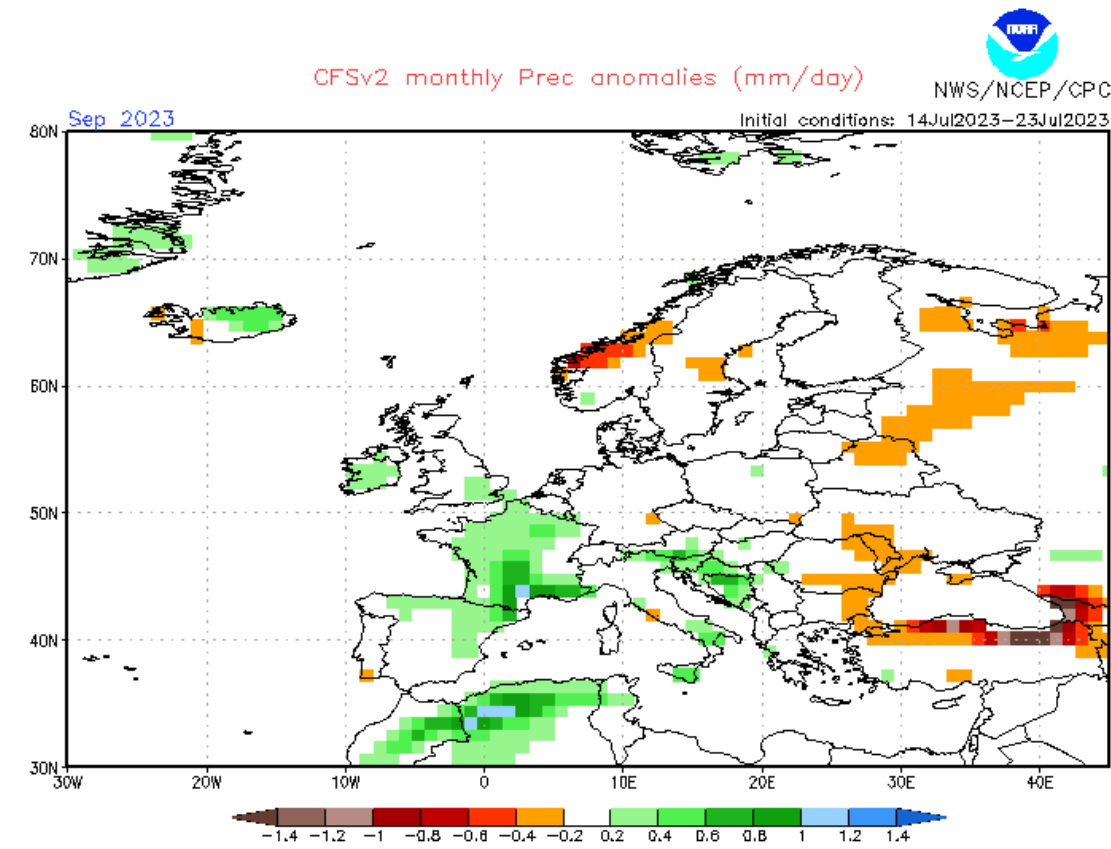 NOAA
CFSv2 monthly Prec anomalies (mm/day)
NWS/NCEP/CPC
Sep 2023
Initial conditions: 14Jul2023-23Jul2023
80N
70N
60N
50N
40N
30N
30W 20W 10W 0 10E 20E 30E 40E
-1.4 -1.2 -1 -0.8 -0.6 -0.4 -0.2 0.2 0.4 0.6 0.8 1 1.2 1.4